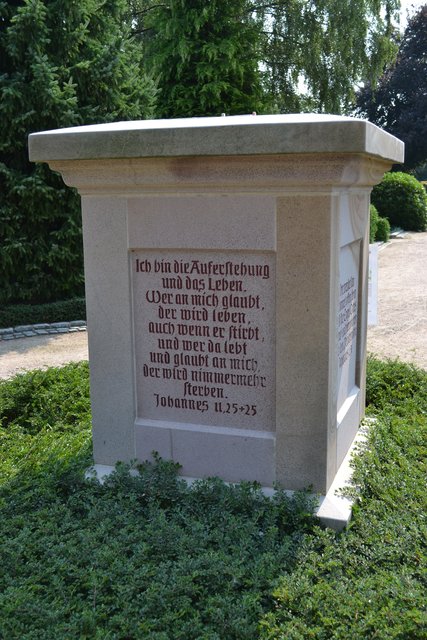 Ich bin die Auferstehung
und das Leben.
Wer an mich glaubt,
der wird leben,
auch wenn er stirbt,
und wer da lebt
und glaubt an mich,
der wird nimmermehr
sterben.
Johannes 11.25+25